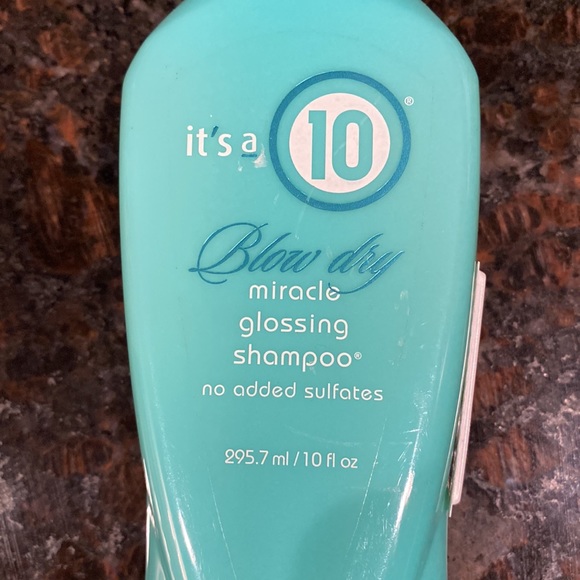 it's a 10®
Blow dry
miracle
glossing
shampoo®
no added sulfates
295.7 ml / 10 fl oz